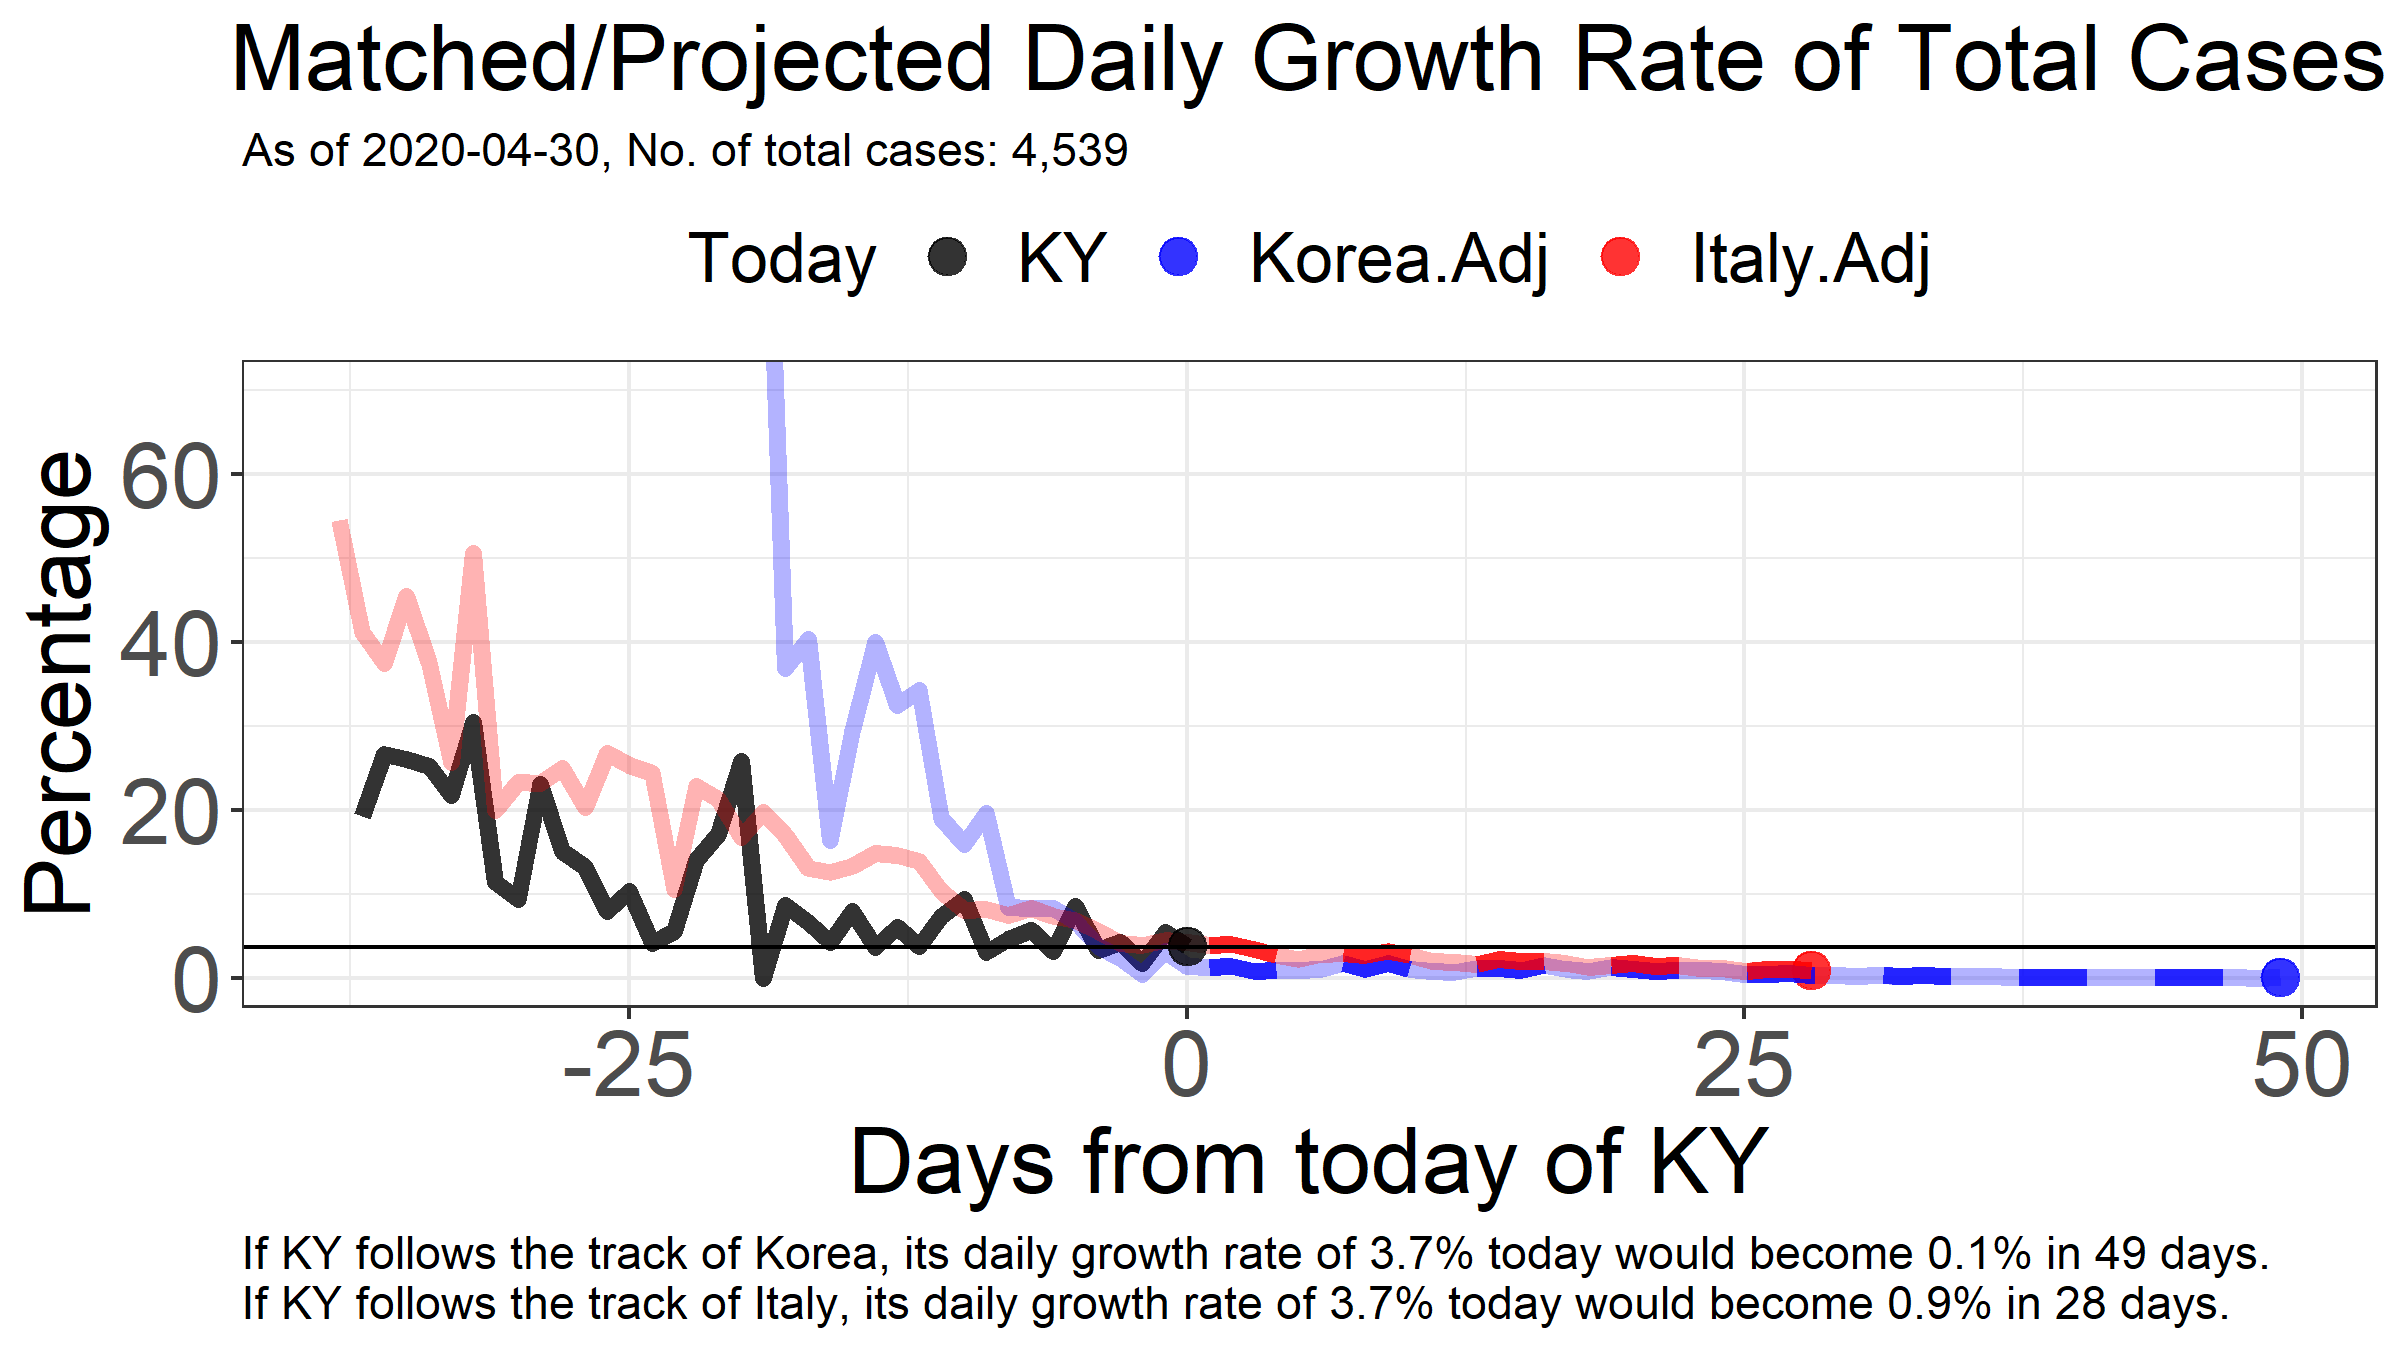 Matched/Projected Daily Growth Rate of Total Cases
As of 2020-04-30, No. of total cases: 4,539
Today KY Korea.Adj Italy.Adj
Percentage
60
40
20
0
-25 0 25 50
Days from today of KY
If KY follows the track of Korea, its daily growth rate of 3.7% today would become 0.1% in 49 days.
If KY follows the track of Italy, its daily growth rate of 3.7% today would become 0.9% in 28 days.